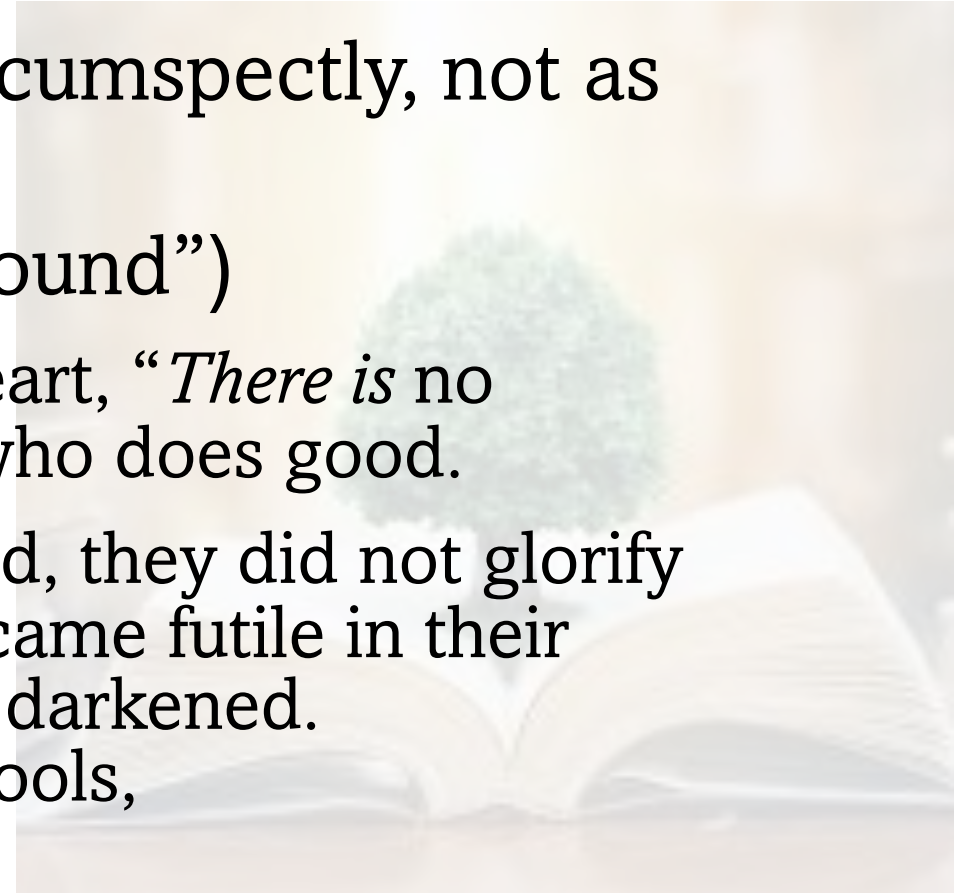 cumspectly, not as
ound”)
eart, “There is no
who does good.
d, they did not glorify
came futile in their
darkened.
ools,